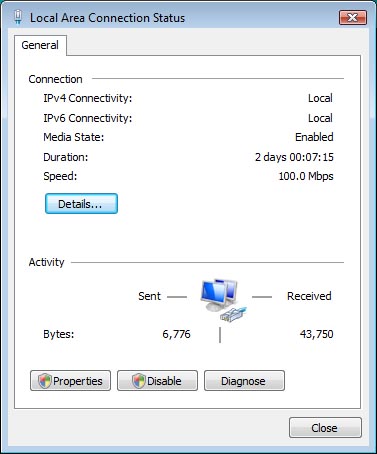 Local Area Connection Status
General
Connection
IPv4 Connectivity: Local
IPv6 Connectivity: Local
Media State: Enabled
Duration: 2 days 00:07:15
Speed: 100.0 Mbps
Details...
Activity
Sent Received
Bytes: 6,776 43,750
Properties Disable Diagnose
Close